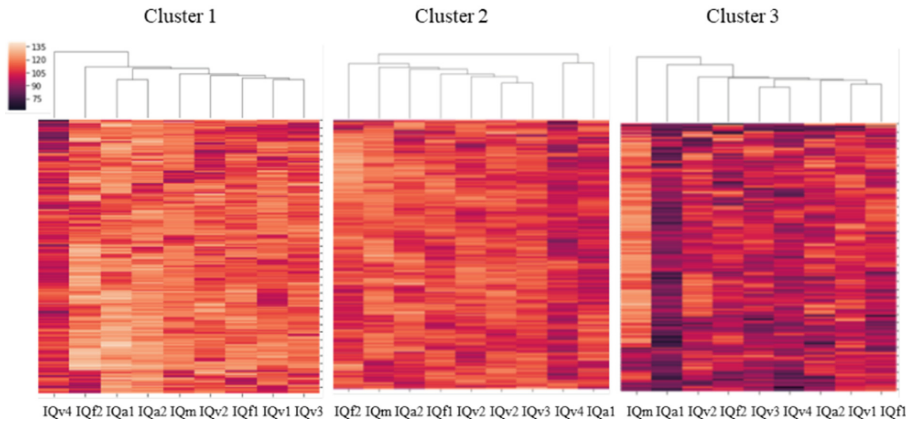 Cluster 1 Cluster 2 Cluster 3
135
120
105
90
75
IQv4 IQf2 IQa1 IQa2 IQm IQv2 IQf1 IQv1 IQv3
IQf2 IQm IQa2 IQf1 IQv2 IQv2 IQv3 IQv4 IQa1
IQm IQa1 IQv2 IQf2 IQv3 IQv4 IQa2 IQv1 IQf1